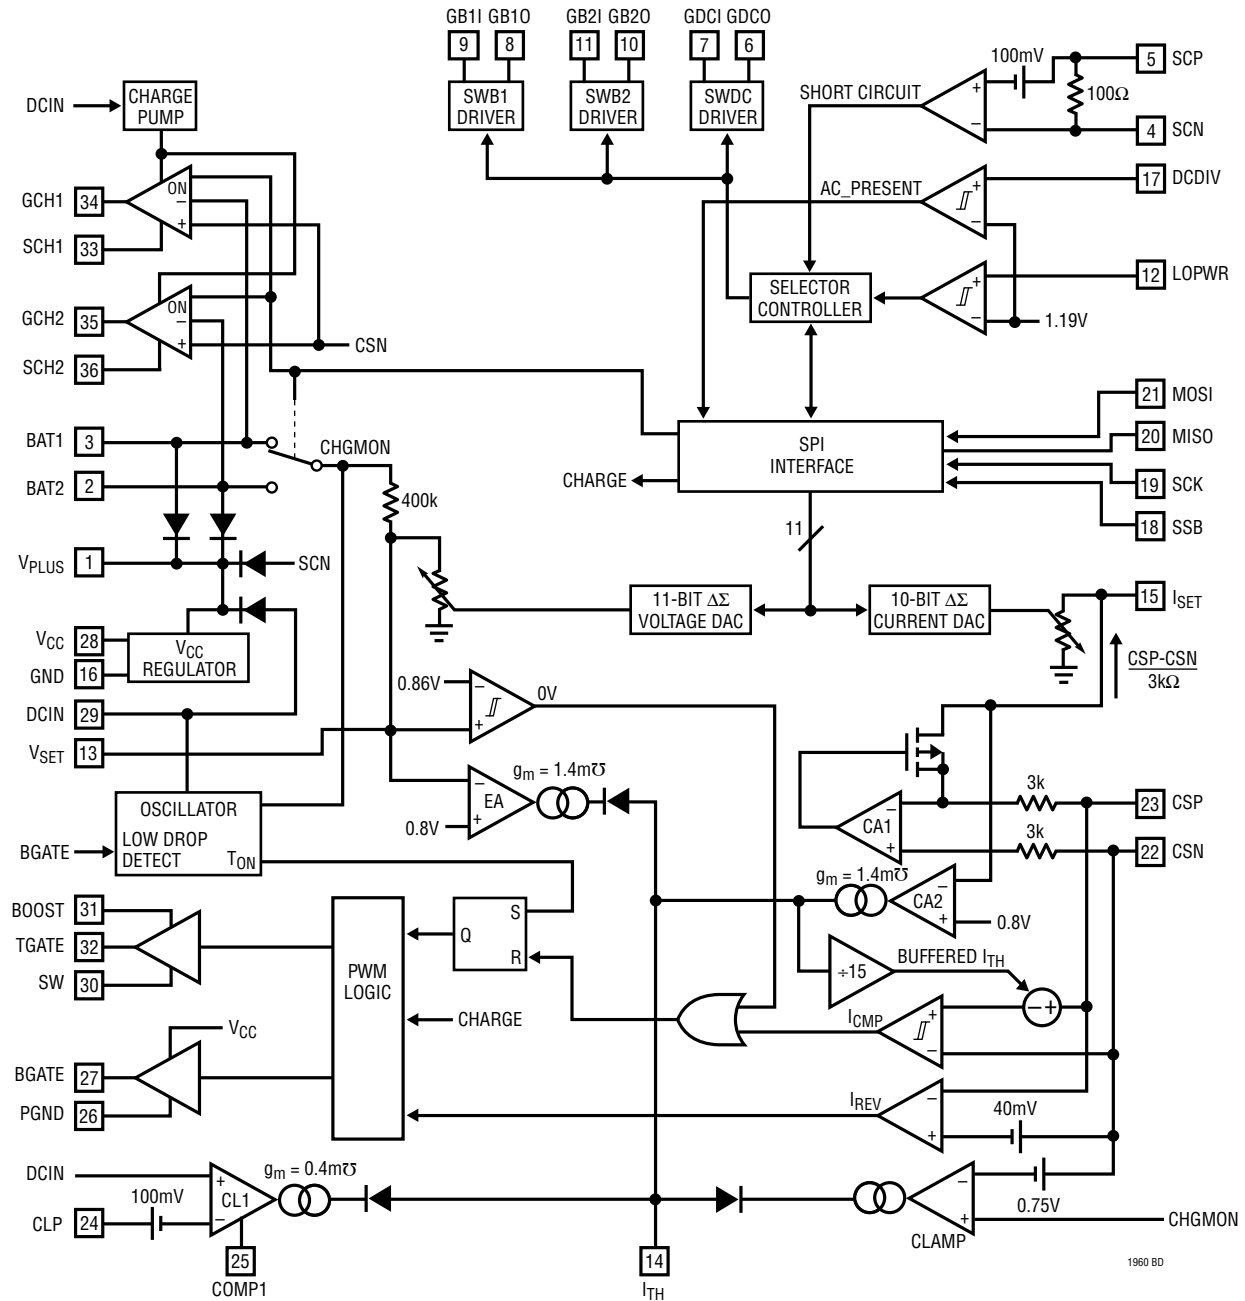 GB1I GB1O GB2I GB2O GDCI GDCO
9 8 11 10 7 6
SWB1
DRIVER
SWB2
DRIVER
SWDC
DRIVER
100mV
5 SCP
100Ω
SHORT CIRCUIT
+
−
4 SCN
DCIN
CHARGE
PUMP
GCH1 34
ON
−
+
SCH1 33
AC_PRESENT
+
−
17 DCDIV
12 LOPWR
SELECTOR
CONTROLLER
+
−
1.19V
GCH2 35
ON
−
+
CSN
SCH2 36
BAT1 3
CHGMON
BAT2 2
400k
SPI
INTERFACE
CHARGE
21 MOSI
20 MISO
19 SCK
18 SSB
11
VPLUS 1
SCN
11-BIT ΔΣ
VOLTAGE DAC
10-BIT ΔΣ
CURRENT DAC
15 ISET
VCC 28
GND 16
VCC
REGULATOR
CSP-CSN
3kΩ
DCIN 29
VSET 13
0.86V
−
+
0V
gm = 1.4m℧
−
EA
+
0.8V
OSCILLATOR
LOW DROP
DETECT
TON
BGATE
3k
23 CSP
−
CA1
+
3k
22 CSN
gm = 1.4m℧
−
CA2
+
0.8V
BOOST 31
TGATE 32
SW 30
PWM
LOGIC
S
Q
R
÷15
BUFFERED ITH
−+
CHARGE
ICMP
+
−
VCC
BGATE 27
PGND 26
IREV
−
+
40mV
DCIN
gm = 0.4m℧
+
CL1
−
100mV
CLP 24
25
COMP1
14
ITH
−
+
CLAMP
0.75V
CHGMON
1960 BD